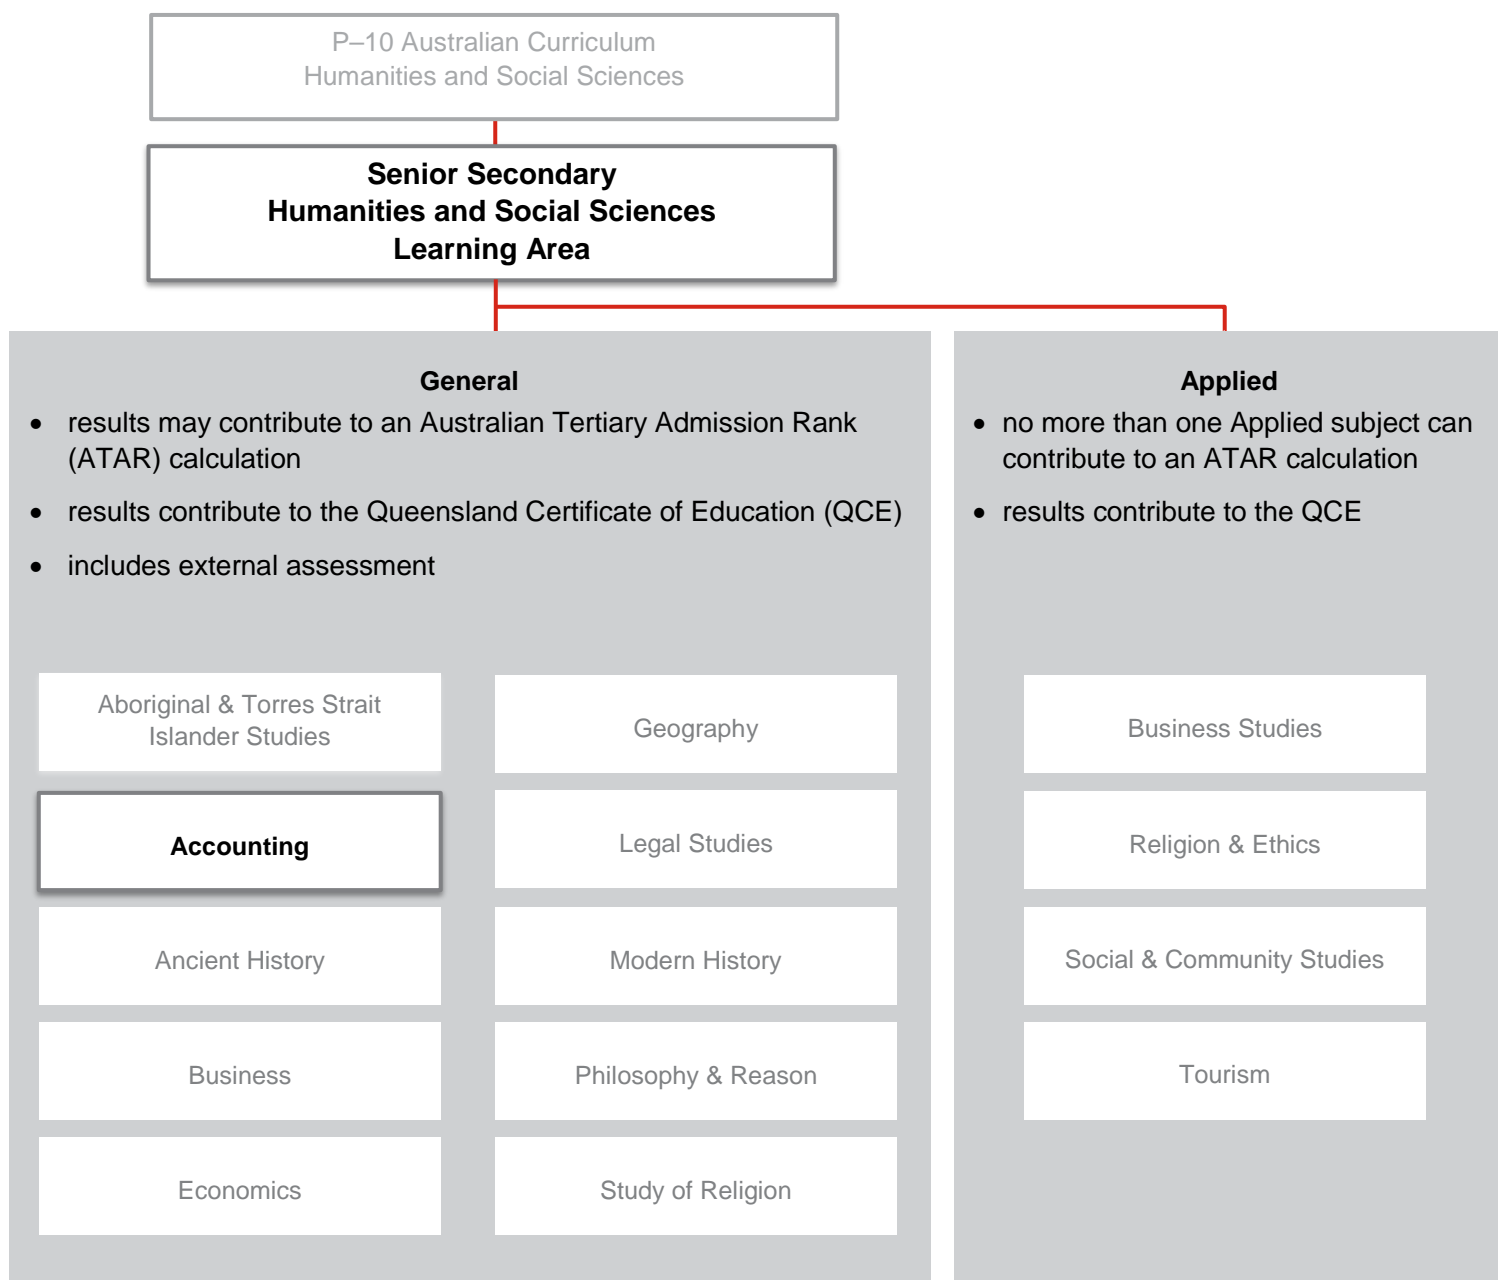 P–10 Australian Curriculum
Humanities and Social Sciences
Senior Secondary
Humanities and Social Sciences
Learning Area
General
• results may contribute to an Australian Tertiary Admission Rank
(ATAR) calculation
• results contribute to the Queensland Certificate of Education (QCE)
• includes external assessment
Aboriginal & Torres Strait
Islander Studies
Accounting
Ancient History
Business
Economics
Geography
Legal Studies
Modern History
Philosophy & Reason
Study of Religion
Applied
• no more than one Applied subject can
contribute to an ATAR calculation
• results contribute to the QCE
Business Studies
Religion & Ethics
Social & Community Studies
Tourism